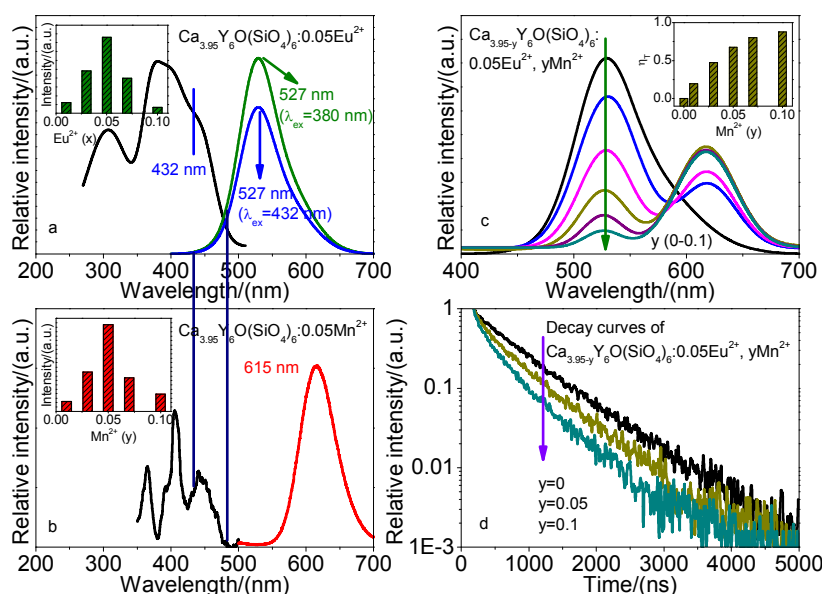 Ca3.95Y6O(SiO4)6:0.05Eu2+
Intensity/(a.u.)
0.00 0.05 0.10
Eu2+ (x)
527 nm
(λex=380 nm)
432 nm
527 nm
(λex=432 nm)
a
Relative intensity/(a.u.)
200 300 400 500 600 700
Wavelength/(nm)
Ca3.95-yY6O(SiO4)6:
0.05Eu2+, yMn2+
ηT
1.0
0.5
0.0
0.00 0.05 0.10
Mn2+ (y)
c
y (0-0.1)
Relative intensity/(a.u.)
400 500 600 700
Wavelength/(nm)
Ca3.95Y6O(SiO4)6:0.05Mn2+
Intensity/(a.u.)
0.00 0.05 0.10
Mn2+ (y)
615 nm
b
Relative intensity/(a.u.)
200 300 400 500 600 700
Wavelength/(nm)
Decay curves of
Ca3.95-yY6O(SiO4)6:0.05Eu2+, yMn2+
1
0.1
0.01
1E-3
y=0
y=0.05
y=0.1
d
Relative intensity/(a.u.)
0 1000 2000 3000 4000 5000
Time/(ns)